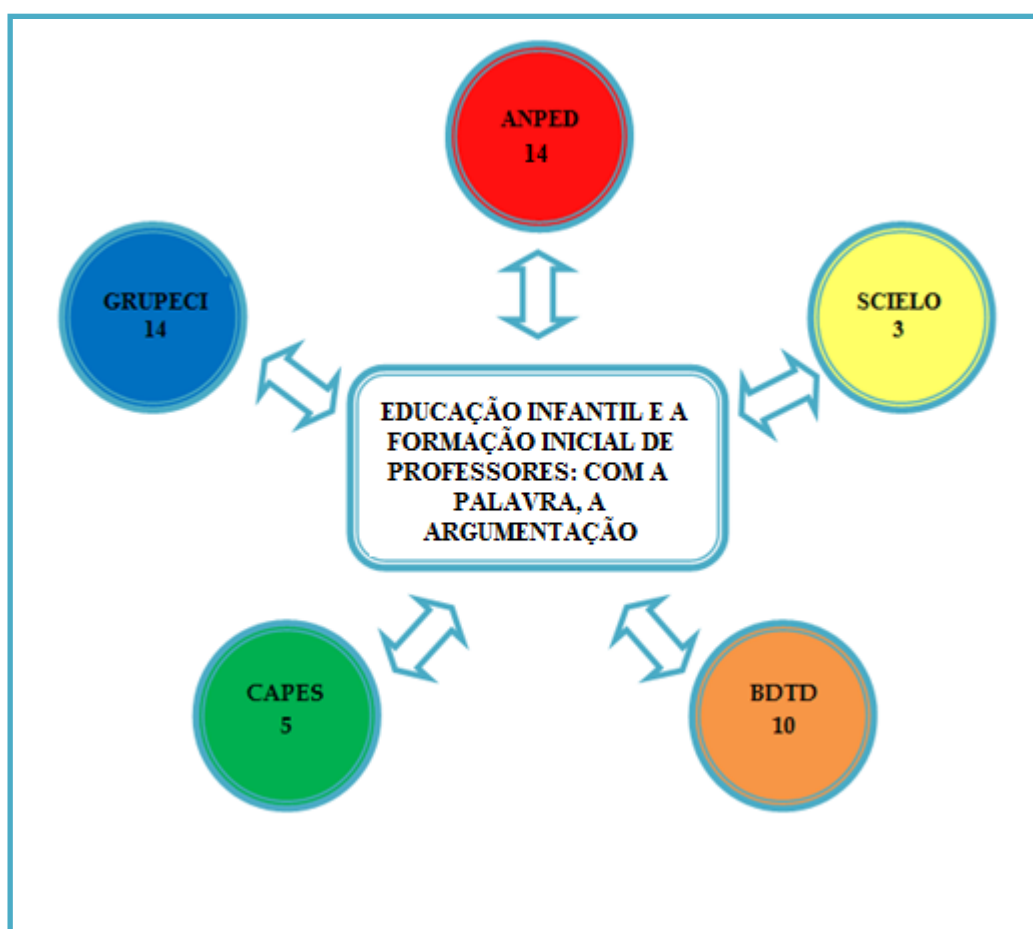 ANPED
14
GRUPECI
14
SCIELO
3
EDUCAÇÃO INFANTIL E A
FORMAÇÃO INICIAL DE
PROFESSORES: COM A
PALAVRA, A
ARGUMENTAÇÃO
CAPES
5
BDTD
10